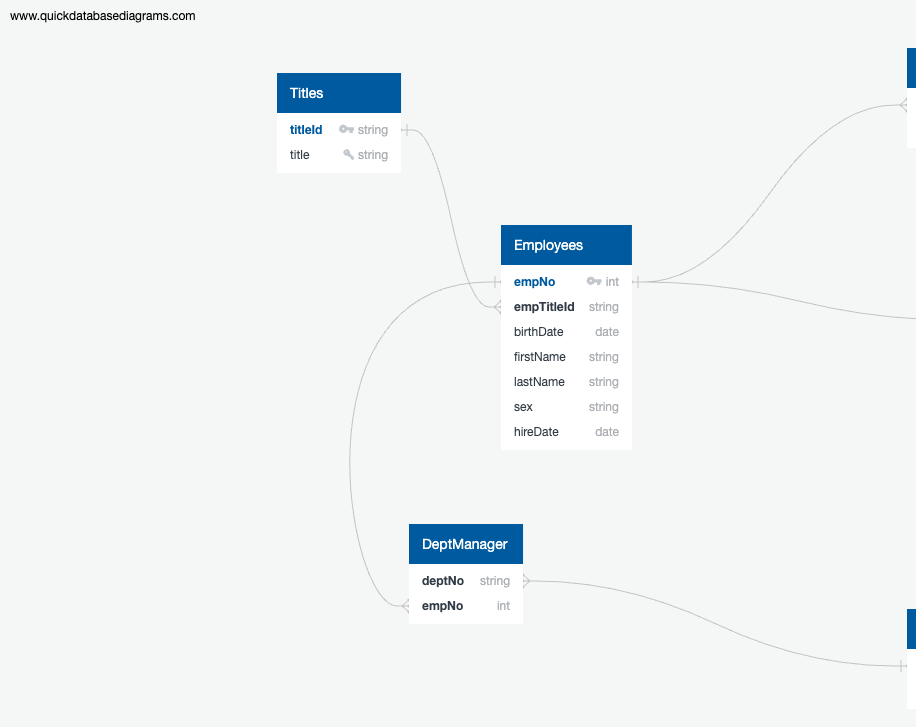 www.quickdatabasediagrams.com
Titles
titleId string
title string
Employees
empNo int
empTitleId string
birthDate date
firstName string
lastName string
sex string
hireDate date
DeptManager
deptNo string
empNo int